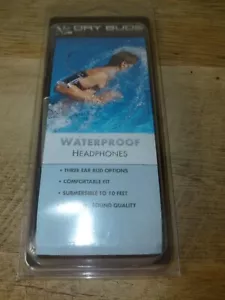 DRY BUDS
WATERPROOF
HEADPHONES
• THREE EAR BUD OPTIONS
• COMFORTABLE FIT
• SUBMERSIBLE TO 10 FEET
SOUND QUALITY